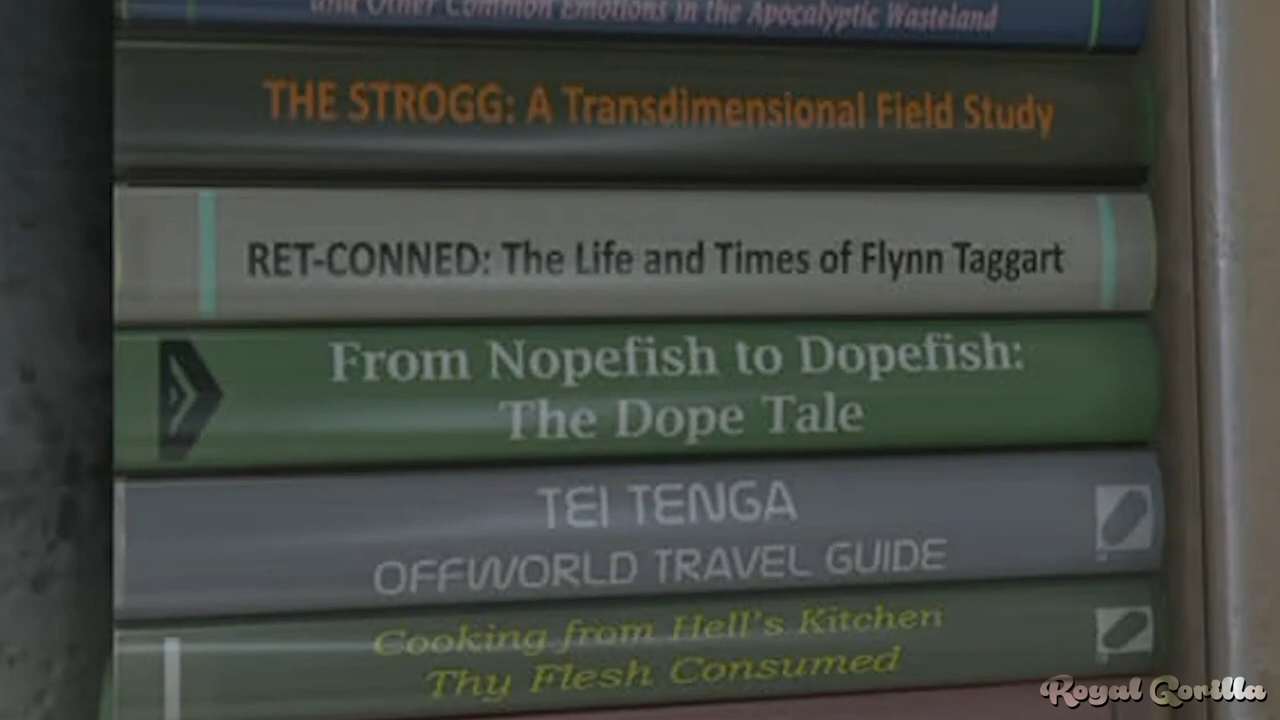 and Other Common Emotions in the Apocalyptic Wasteland
THE STROGG: A Transdimensional Field Study
RET-CONNED: The Life and Times of Flynn Taggart
From Nopefish to Dopefish:
The Dope Tale
TEI TENGA
OFFWORLD TRAVEL GUIDE
Cooking from Hell's Kitchen
Thy Flesh Consumed
Royal Gorilla